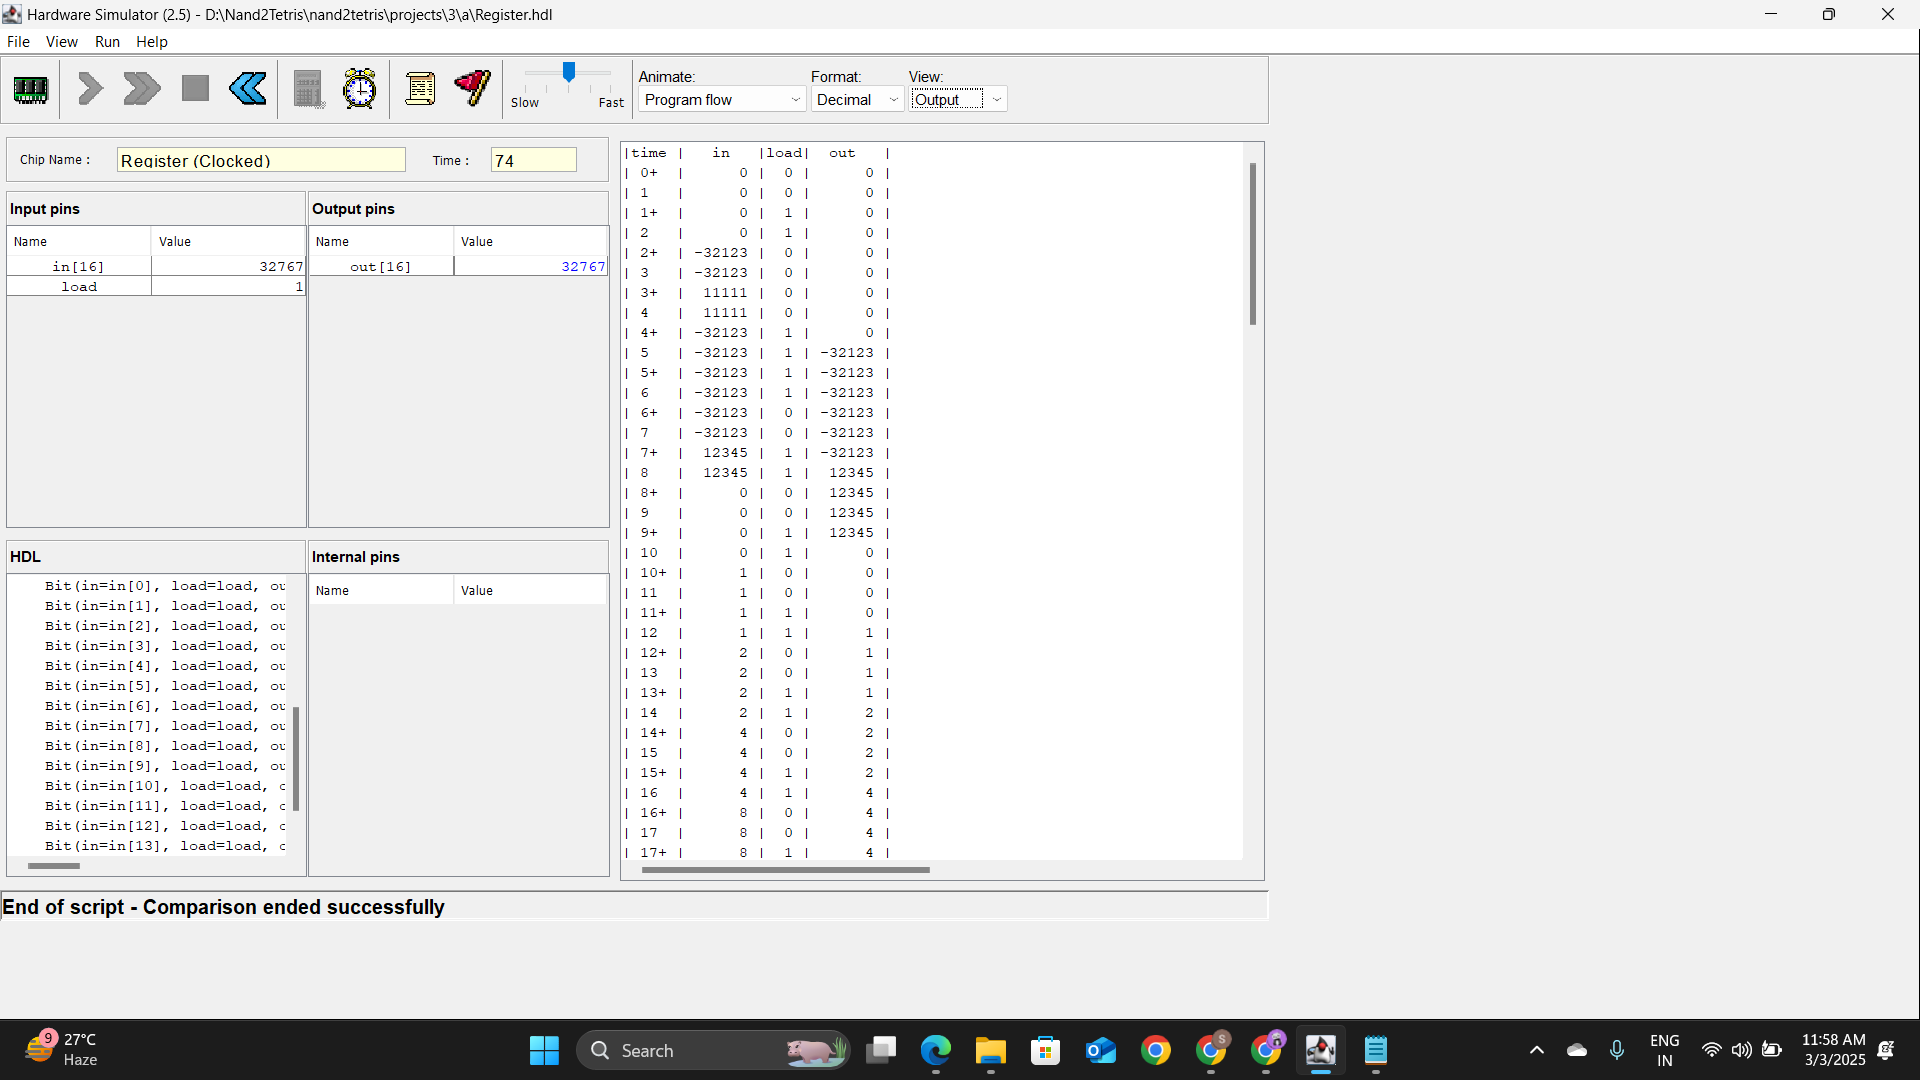 Hardware Simulator (2.5) - D:\Nand2Tetris\nand2tetris\projects\3\a\Register.hdl
File View Run Help
Animate: Format: View:
Slow Fast Program flow Decimal Output
Chip Name : Register (Clocked) Time : 74
Input pins
Name Value
in[16] 32767
load 1
Output pins
Name Value
out[16] 32767
HDL
Bit(in=in[0], load=load, ou
Bit(in=in[1], load=load, ou
Bit(in=in[2], load=load, ou
Bit(in=in[3], load=load, ou
Bit(in=in[4], load=load, ou
Bit(in=in[5], load=load, ou
Bit(in=in[6], load=load, ou
Bit(in=in[7], load=load, ou
Bit(in=in[8], load=load, ou
Bit(in=in[9], load=load, ou
Bit(in=in[10], load=load, o
Bit(in=in[11], load=load, o
Bit(in=in[12], load=load, o
Bit(in=in[13], load=load, o
Internal pins
Name Value
|time | in |load| out |
| 0+ | 0 | 0 | 0 |
| 1 | 0 | 0 | 0 |
| 1+ | 0 | 1 | 0 |
| 2 | 0 | 1 | 0 |
| 2+ | -32123 | 0 | 0 |
| 3 | -32123 | 0 | 0 |
| 3+ | 11111 | 0 | 0 |
| 4 | 11111 | 0 | 0 |
| 4+ | -32123 | 1 | 0 |
| 5 | -32123 | 1 | -32123 |
| 5+ | -32123 | 1 | -32123 |
| 6 | -32123 | 1 | -32123 |
| 6+ | -32123 | 0 | -32123 |
| 7 | -32123 | 0 | -32123 |
| 7+ | 12345 | 1 | -32123 |
| 8 | 12345 | 1 | 12345 |
| 8+ | 0 | 0 | 12345 |
| 9 | 0 | 0 | 12345 |
| 9+ | 0 | 1 | 12345 |
| 10 | 0 | 1 | 0 |
| 10+ | 1 | 0 | 0 |
| 11 | 1 | 0 | 0 |
| 11+ | 1 | 1 | 0 |
| 12 | 1 | 1 | 1 |
| 12+ | 2 | 0 | 1 |
| 13 | 2 | 0 | 1 |
| 13+ | 2 | 1 | 1 |
| 14 | 2 | 1 | 2 |
| 14+ | 4 | 0 | 2 |
| 15 | 4 | 0 | 2 |
| 15+ | 4 | 1 | 2 |
| 16 | 4 | 1 | 4 |
| 16+ | 8 | 0 | 4 |
| 17 | 8 | 0 | 4 |
| 17+ | 8 | 1 | 4 |
End of script - Comparison ended successfully
9 27°C
Haze
Search
S
ENG
IN
11:58 AM
3/3/2025